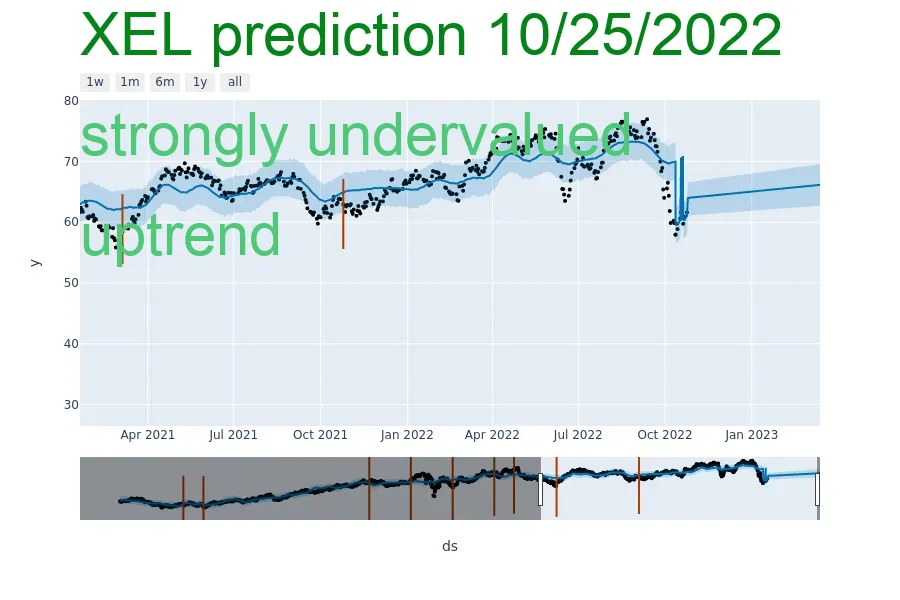 XEL prediction 10/25/2022
1w 1m 6m 1y all
80
strongly undervalued
70
60
uptrend
y
50
40
30
Apr 2021 Jul 2021 Oct 2021 Jan 2022 Apr 2022 Jul 2022 Oct 2022 Jan 2023
ds